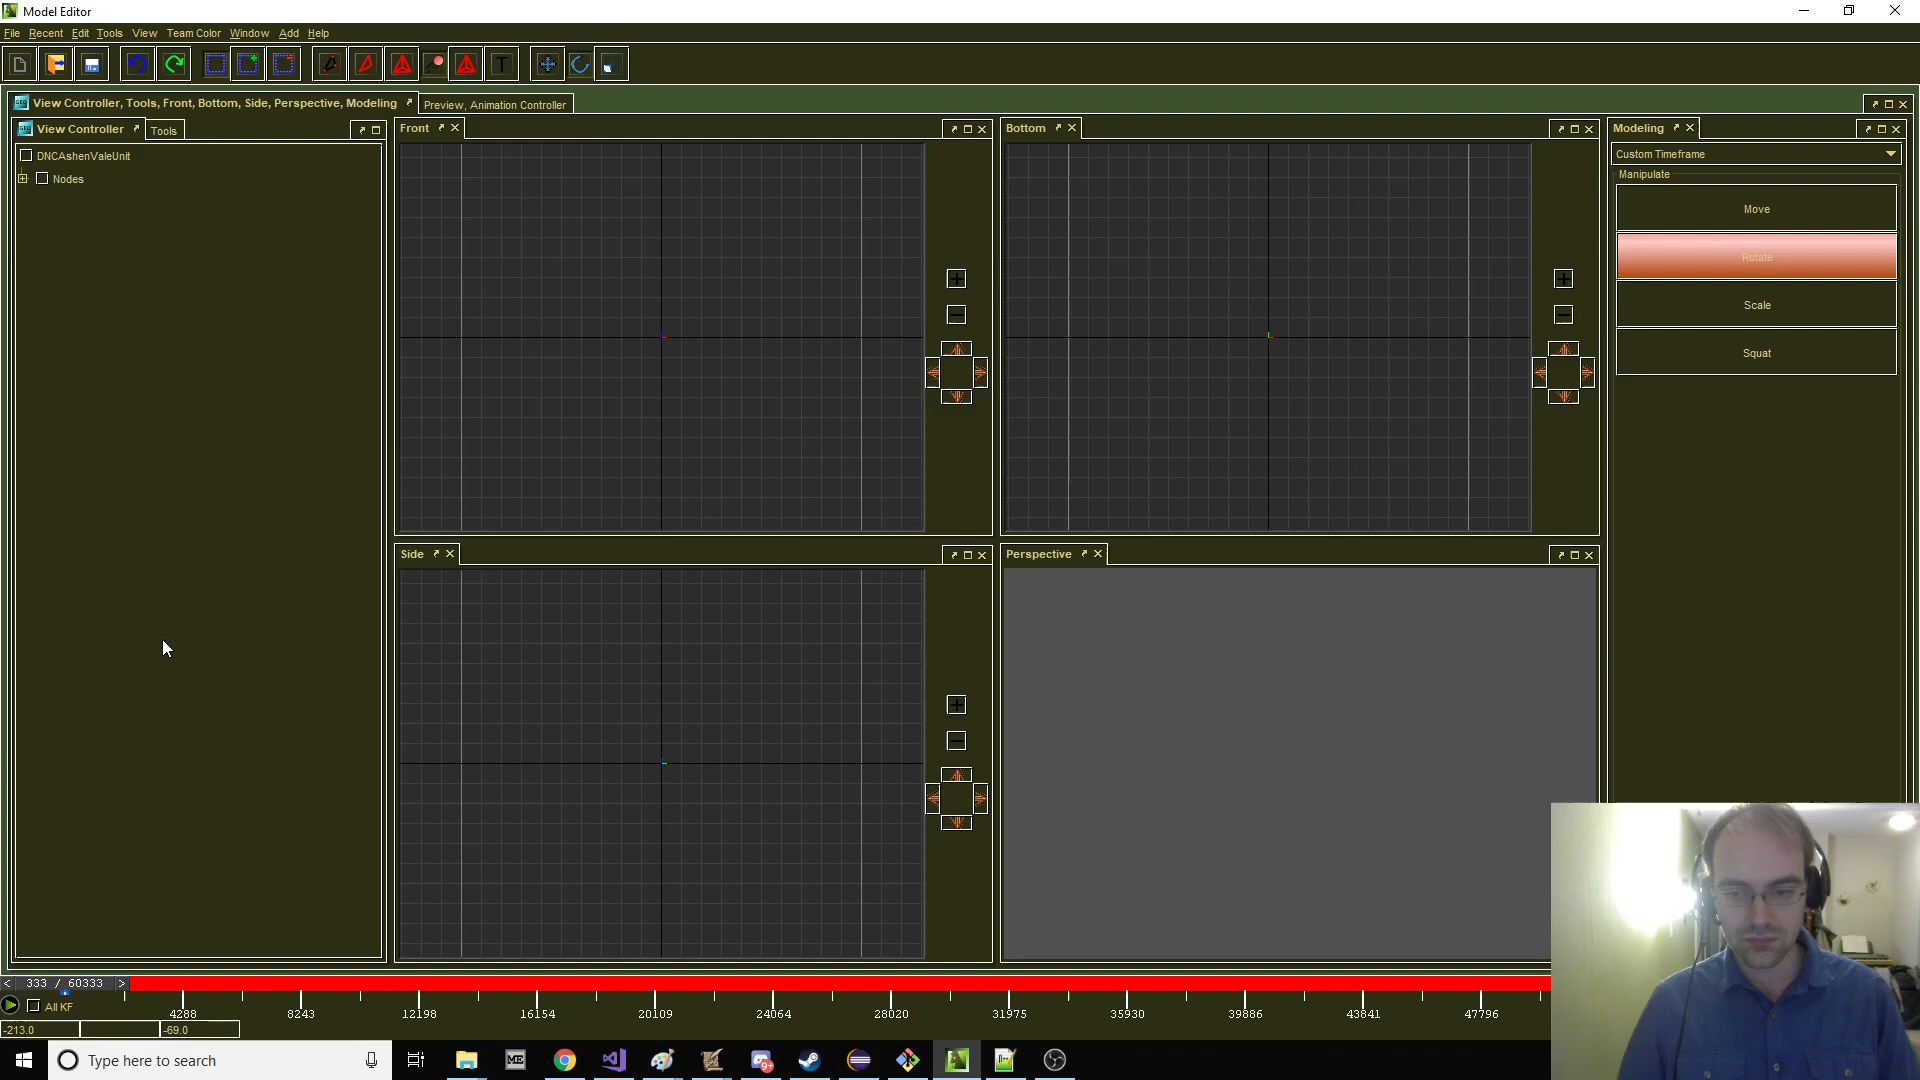 Model Editor
File Recent Edit Tools View Team Color Window Add Help
View Controller, Tools, Front, Bottom, Side, Perspective, Modeling
Preview, Animation Controller
View Controller
Tools
Front
Bottom
Modeling
DNCAshenValeUnit
Nodes
Custom Timeframe
Manipulate
Move
Rotate
Scale
Squat
Side
Perspective
< 333 / 60333 >
All KF
4288 8243 12198 16154 20109 24064 28020 31975 35930 39886 43841 47796
-213.0 -69.0
Type here to search